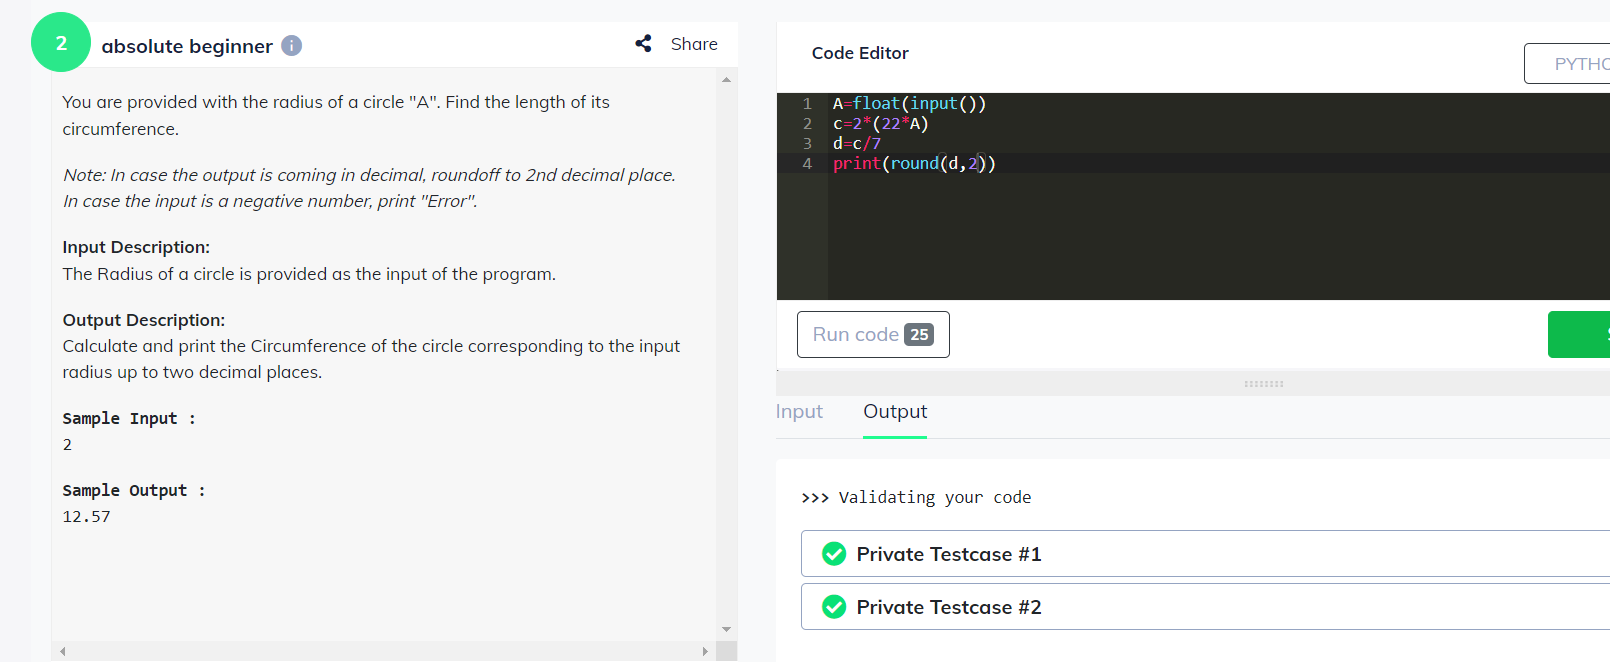 2
absolute beginner
Share
You are provided with the radius of a circle "A". Find the length of its
circumference.
Note: In case the output is coming in decimal, roundoff to 2nd decimal place.
In case the input is a negative number, print "Error".
Input Description:
The Radius of a circle is provided as the input of the program.
Output Description:
Calculate and print the Circumference of the circle corresponding to the input
radius up to two decimal places.
Sample Input :
2
Sample Output :
12.57
Code Editor
PYTHO
1 A=float(input())
2 c=2*(22*A)
3 d=c/7
4 print(round(d,2))
Run code 25
Input Output
>>> Validating your code
Private Testcase #1
Private Testcase #2